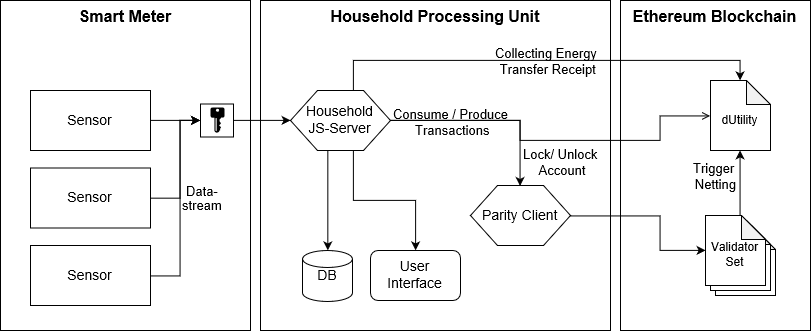 Smart Meter
Household Processing Unit
Ethereum Blockchain
Collecting Energy
Transfer Receipt
Sensor
Household
JS-Server
Consume / Produce
Transactions
dUtility
Lock/ Unlock
Account
Trigger
Netting
Sensor
Data-
stream
Parity Client
Validator
Set
Sensor
DB
User
Interface